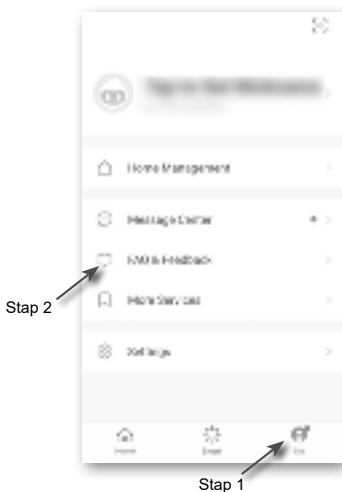 Home Management
Message Center
FAQ & Feedback
Stap 2
More Services
Settings
Home
Smart
Me
Stap 1